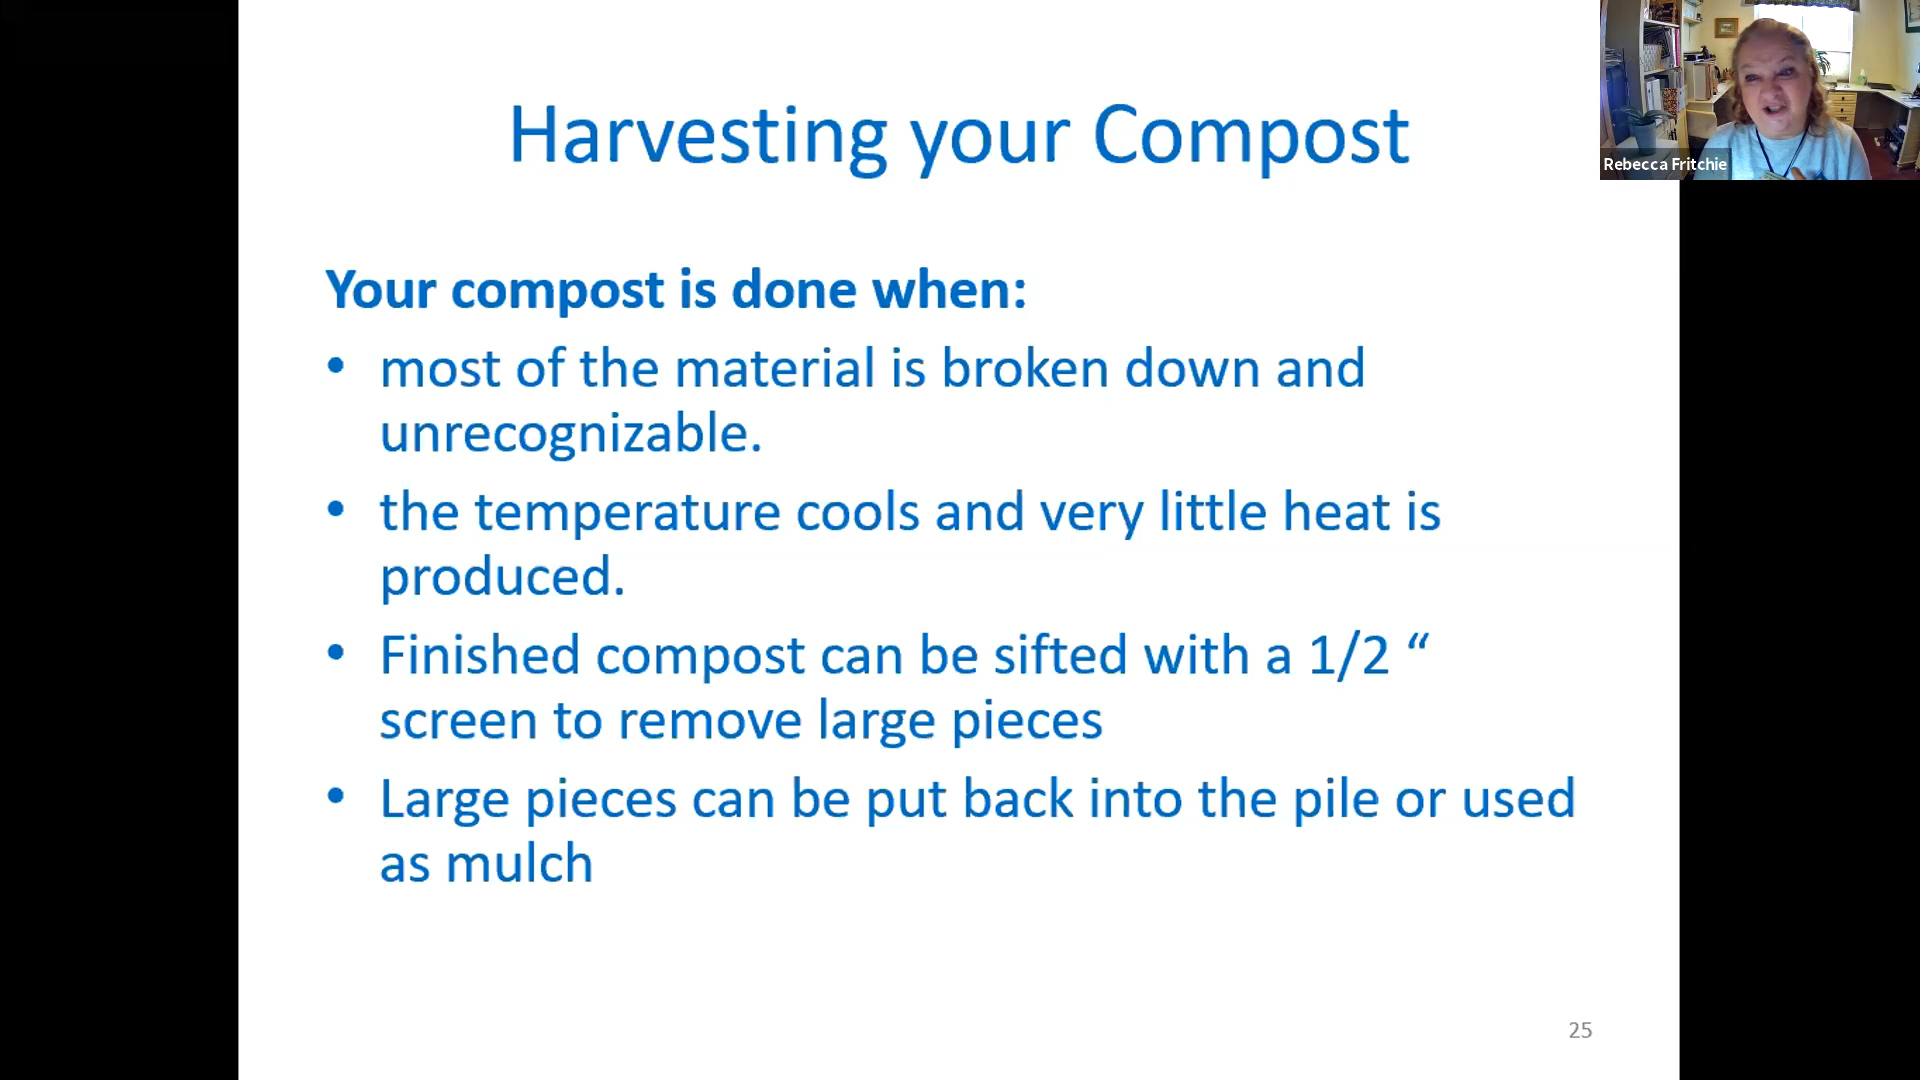 Harvesting your Compost
Rebecca Fritchie
Your compost is done when:
• most of the material is broken down and
unrecognizable.
• the temperature cools and very little heat is
produced.
• Finished compost can be sifted with a 1/2 “
screen to remove large pieces
• Large pieces can be put back into the pile or used
as mulch
25